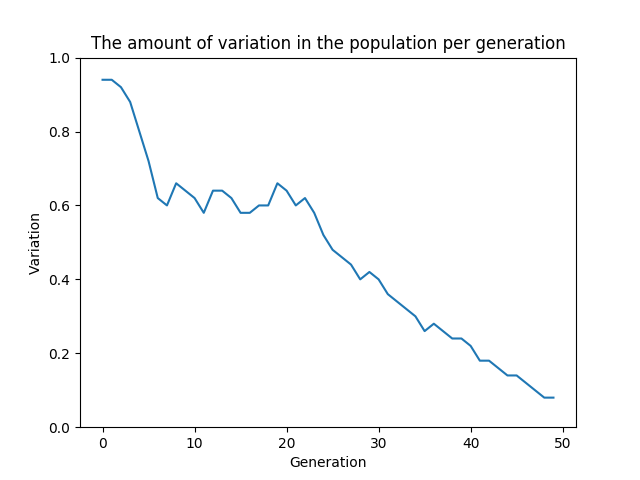 The amount of variation in the population per generation
1.0
0.8
0.6
0.4
0.2
0.0
Variation
0 10 20 30 40 50
Generation